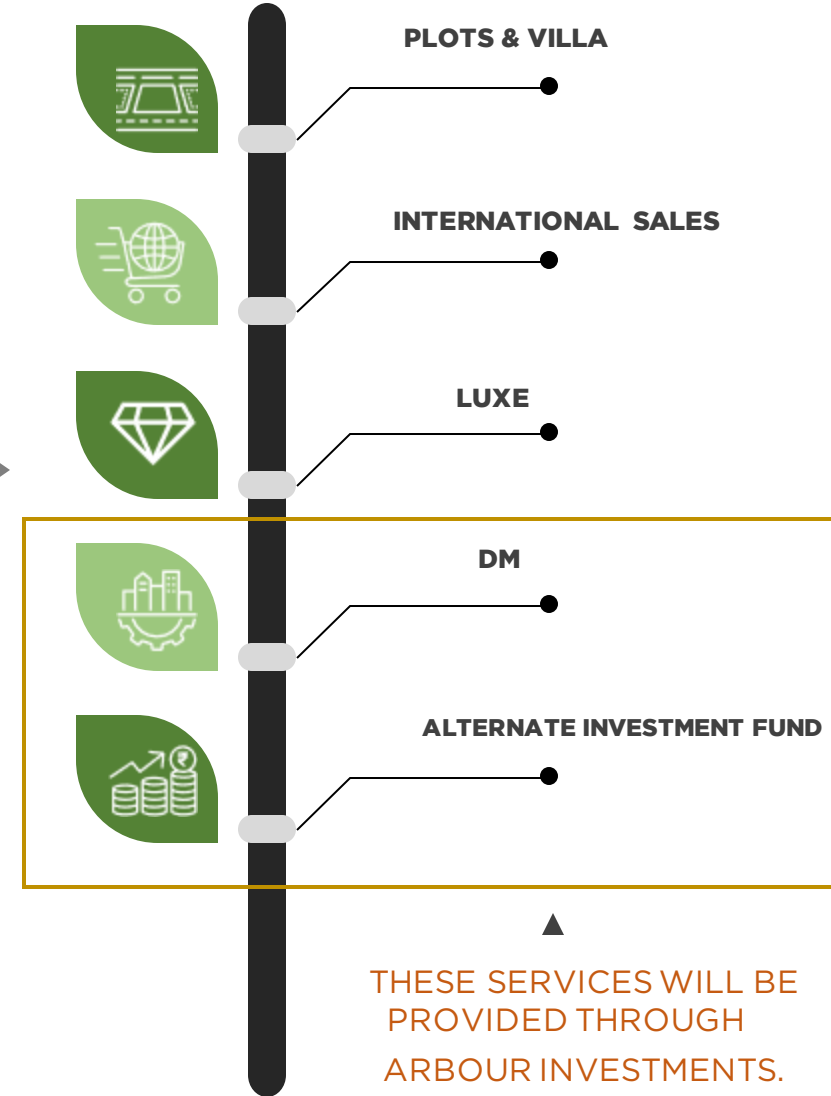 PLOTS & VILLA
INTERNATIONAL SALES
LUXE
DM
ALTERNATE INVESTMENT FUND
₹
THESE SERVICES WILL BE
PROVIDED THROUGH
ARBOUR INVESTMENTS.